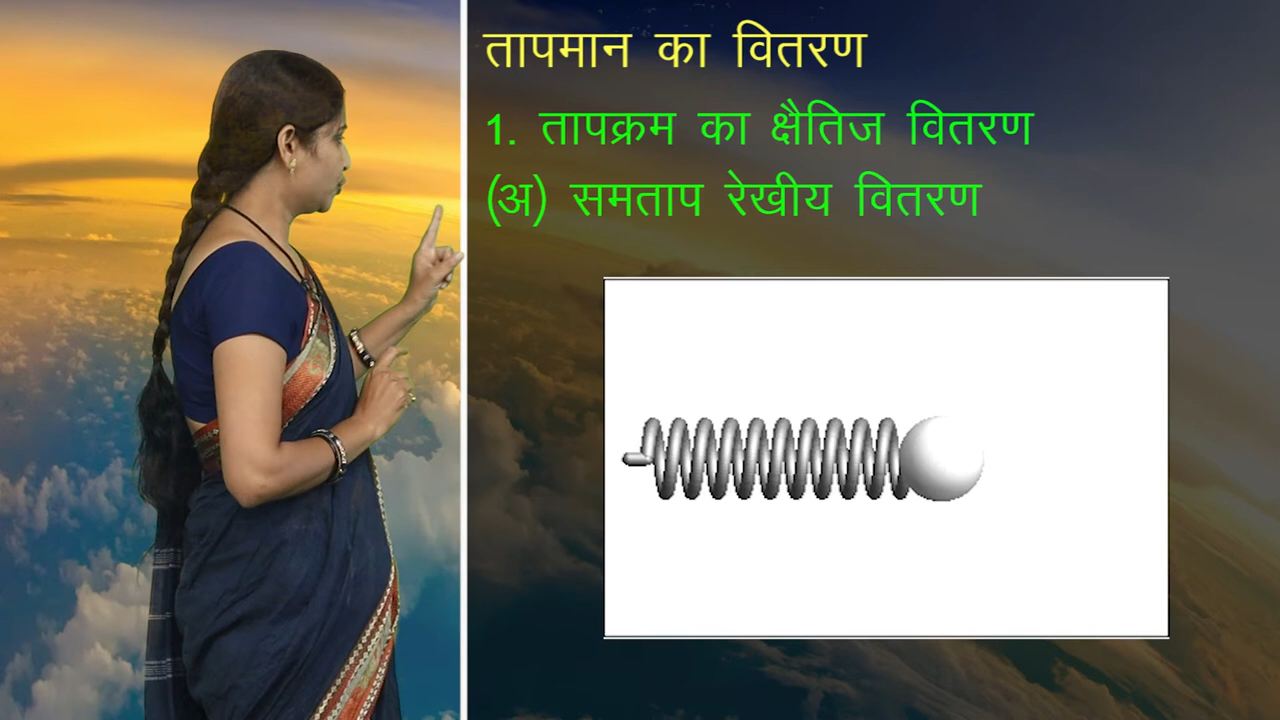 तापमान का वितरण
1. तापक्रम का क्षैतिज वितरण
(अ) समताप रेखीय वितरण